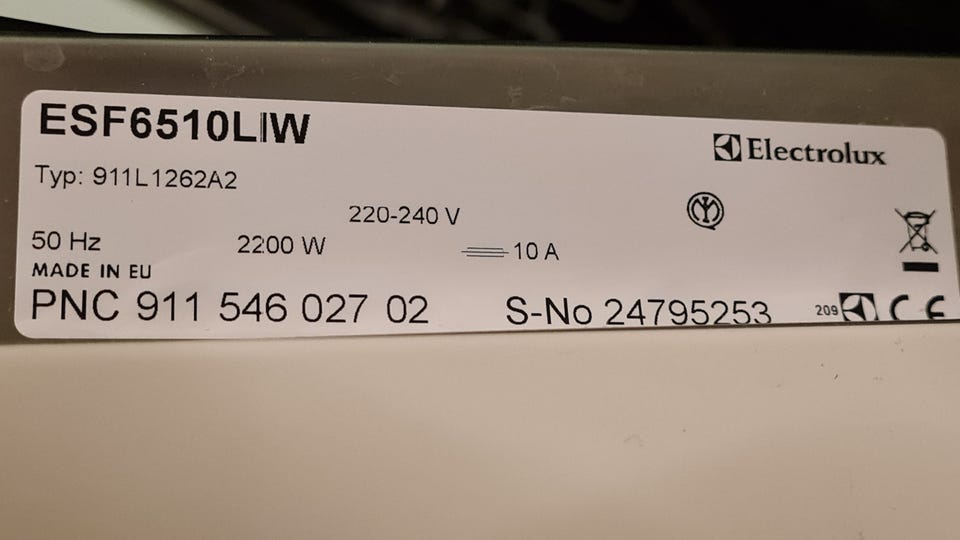 ESF6510LIW
Electrolux
Typ: 911L1262A2
220-240 V
50 Hz 2200 W 10 A
MADE IN EU
PNC 911 546 027 02 S-No 24795253 209 CE